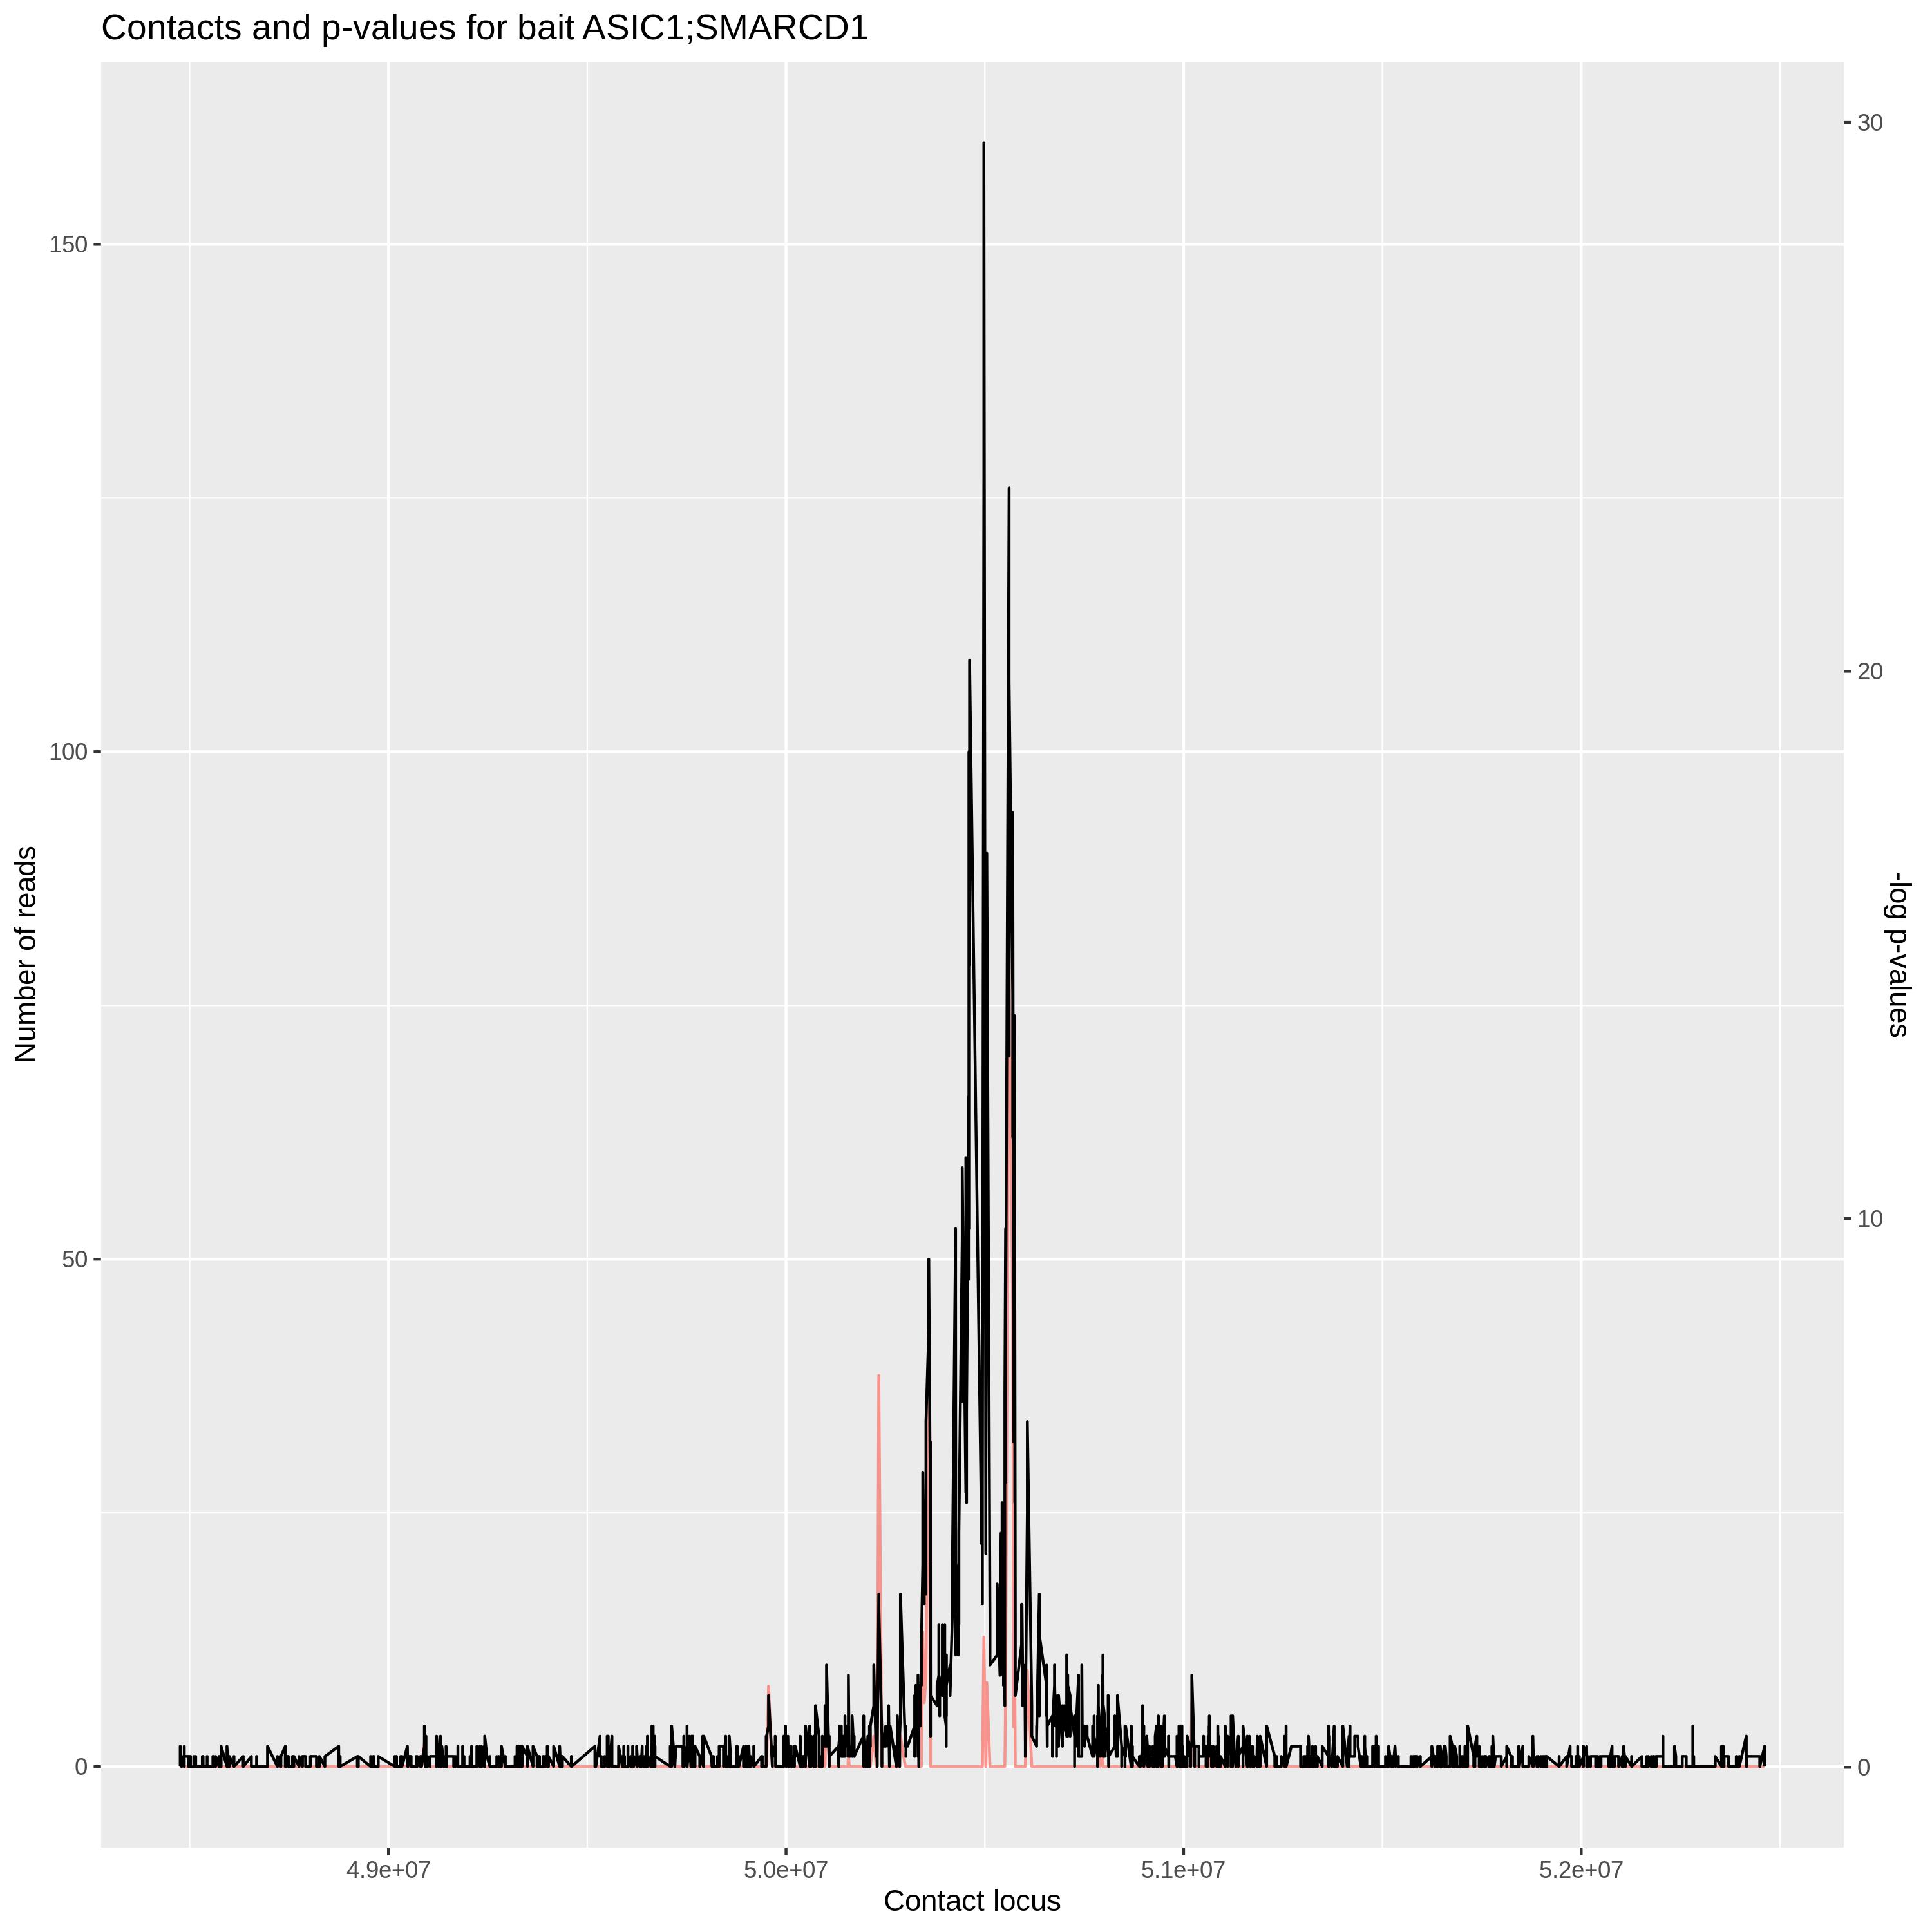 Contacts and p-values for bait ASIC1;SMARCD1
150
100
50
0
Number of reads
30
20
10
0
-log p-values
4.9e+07
5.0e+07
5.1e+07
5.2e+07
Contact locus